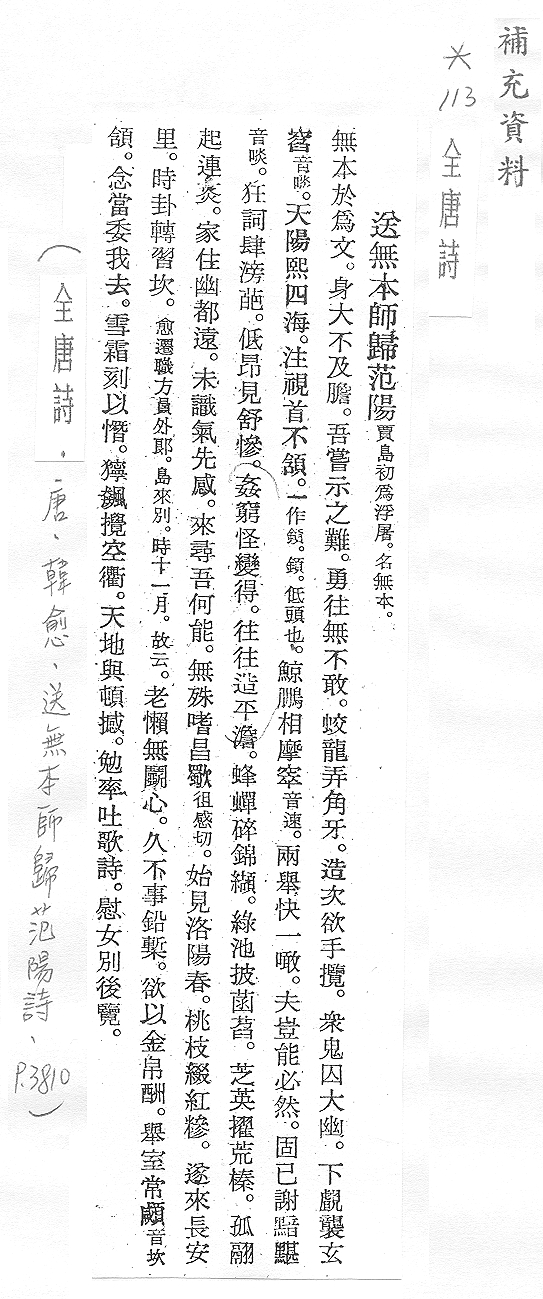 補充資料
※113 全唐詩
送無本師歸范陽 賈島初爲浮屠。名無本。
無本於爲文。身大不及膽。吾嘗示之難。勇往無不敢。蛟龍弄角牙。造次欲手攬。衆鬼囚大幽。下覷襲玄
窞音啖。天陽熙四海。注視首不頷。一作鎮。鎮。低頭也。鯨鵬相摩窣音速。兩舉快一噉。夫豈能必然。固已謝黯黮
音啖。狂詞肆滂葩。低昂見舒慘。姦窮怪變得。往往造平澹。蜂蟬碎錦纈。綠池披菡萏。芝英擢荒榛。孤翮
起連菼。家住幽都遠。未識氣先感。來尋吾何能。無殊嗜昌歜徂感切。始見洛陽春。桃枝綴紅糝。遂來長安
里。時卦轉習坎。愈遷職方員外郎。島來別。時十一月。故云。老懶無鬭心。久不事鉛槧。欲以金帛酬。舉室常顑音坎
頷。念當委我去。雪霜刻以憯。獰飆攪空衢。天地與頓撼。勉率吐歌詩。慰女別後覽。
(全唐詩.唐、韓愈、送無本師歸范陽詩、P.3810)